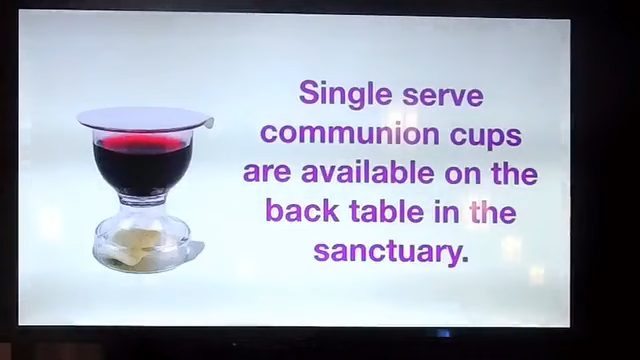 Single serve
communion cups
are available on the
back table in the
sanctuary.